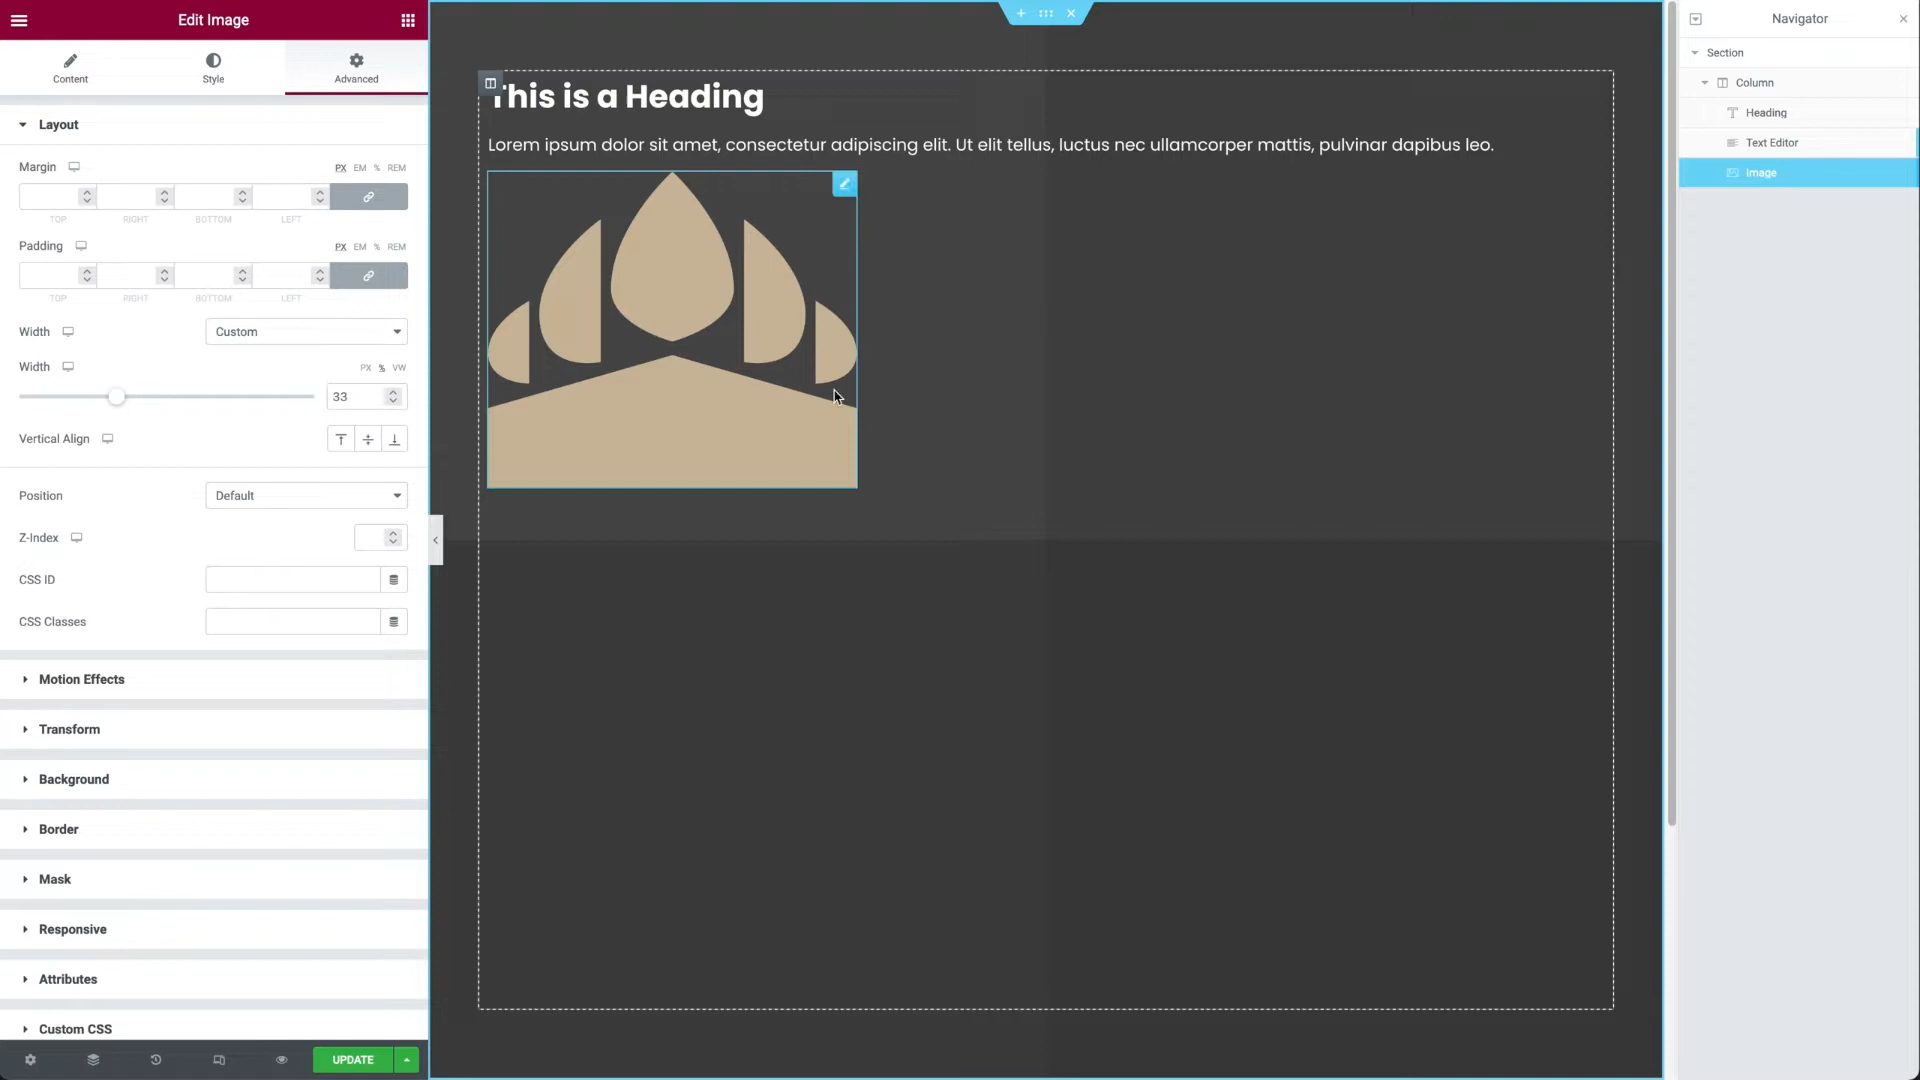 Edit Image
Content
Style
Advanced
Layout
Margin
PX EM % REM
TOP RIGHT BOTTOM LEFT
Padding
PX EM % REM
TOP RIGHT BOTTOM LEFT
Width
Custom
Width
PX % VW
33
Vertical Align
Position
Default
Z-Index
CSS ID
CSS Classes
Motion Effects
Transform
Background
Border
Mask
Responsive
Attributes
Custom CSS
UPDATE
This is a Heading
Lorem ipsum dolor sit amet, consectetur adipiscing elit. Ut elit tellus, luctus nec ullamcorper mattis, pulvinar dapibus leo.
Navigator
Section
Column
Heading
Text Editor
Image